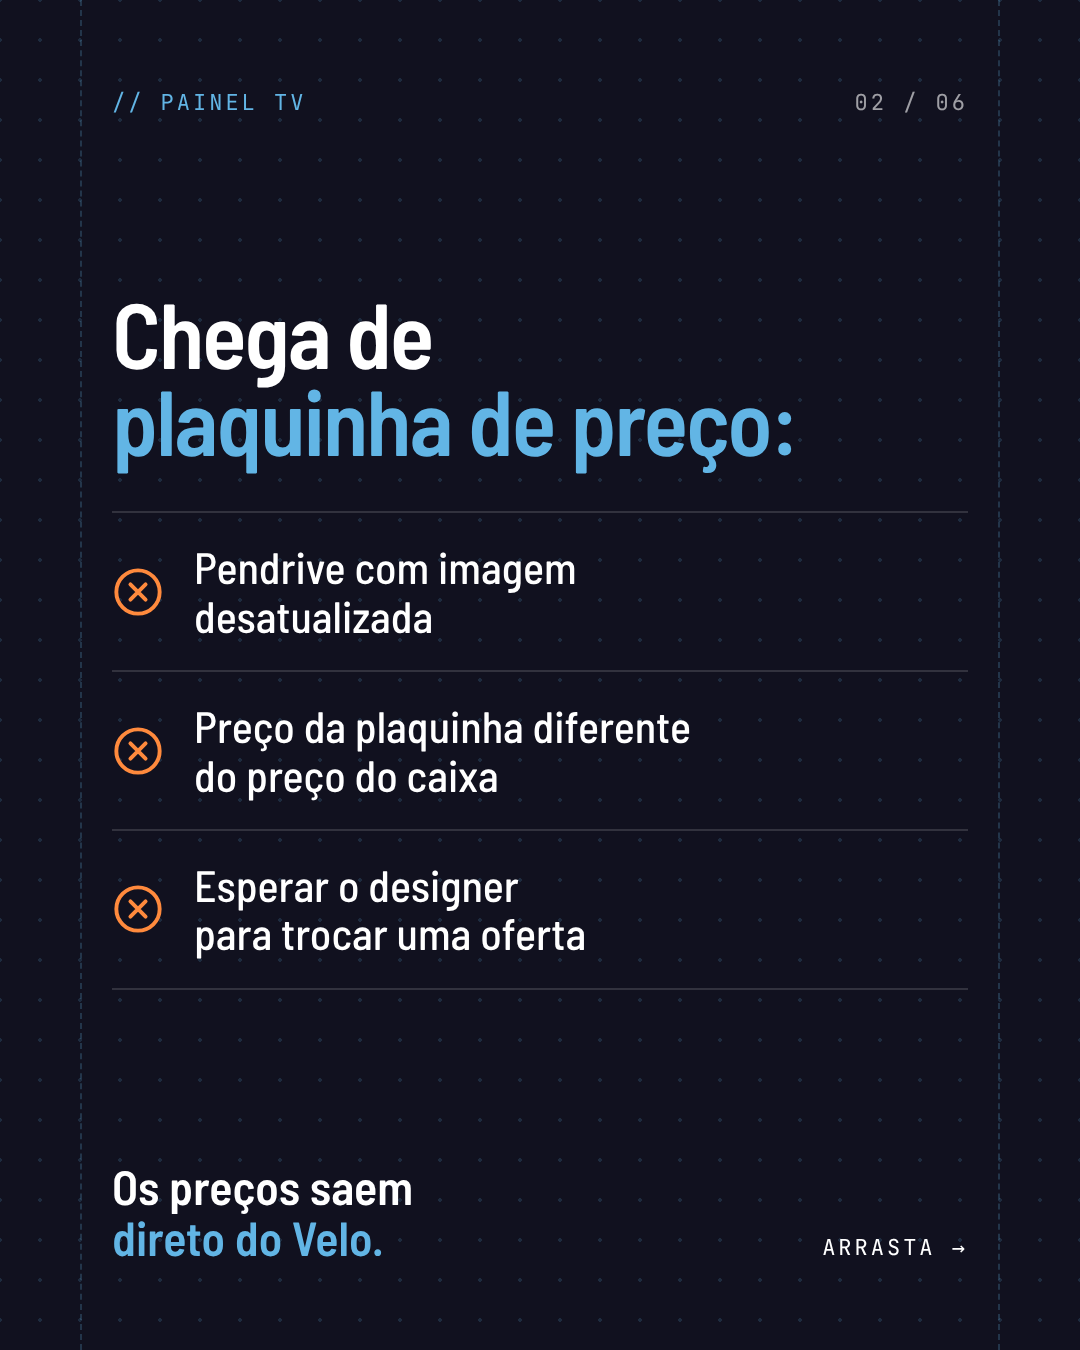 // PAINEL TV
02 / 06
Chega de
plaquinha de preço:
Pendrive com imagem
desatualizada
Preço da plaquinha diferente
do preço do caixa
Esperar o designer
para trocar uma oferta
Os preços saem
direto do Velo.
ARRASTA →